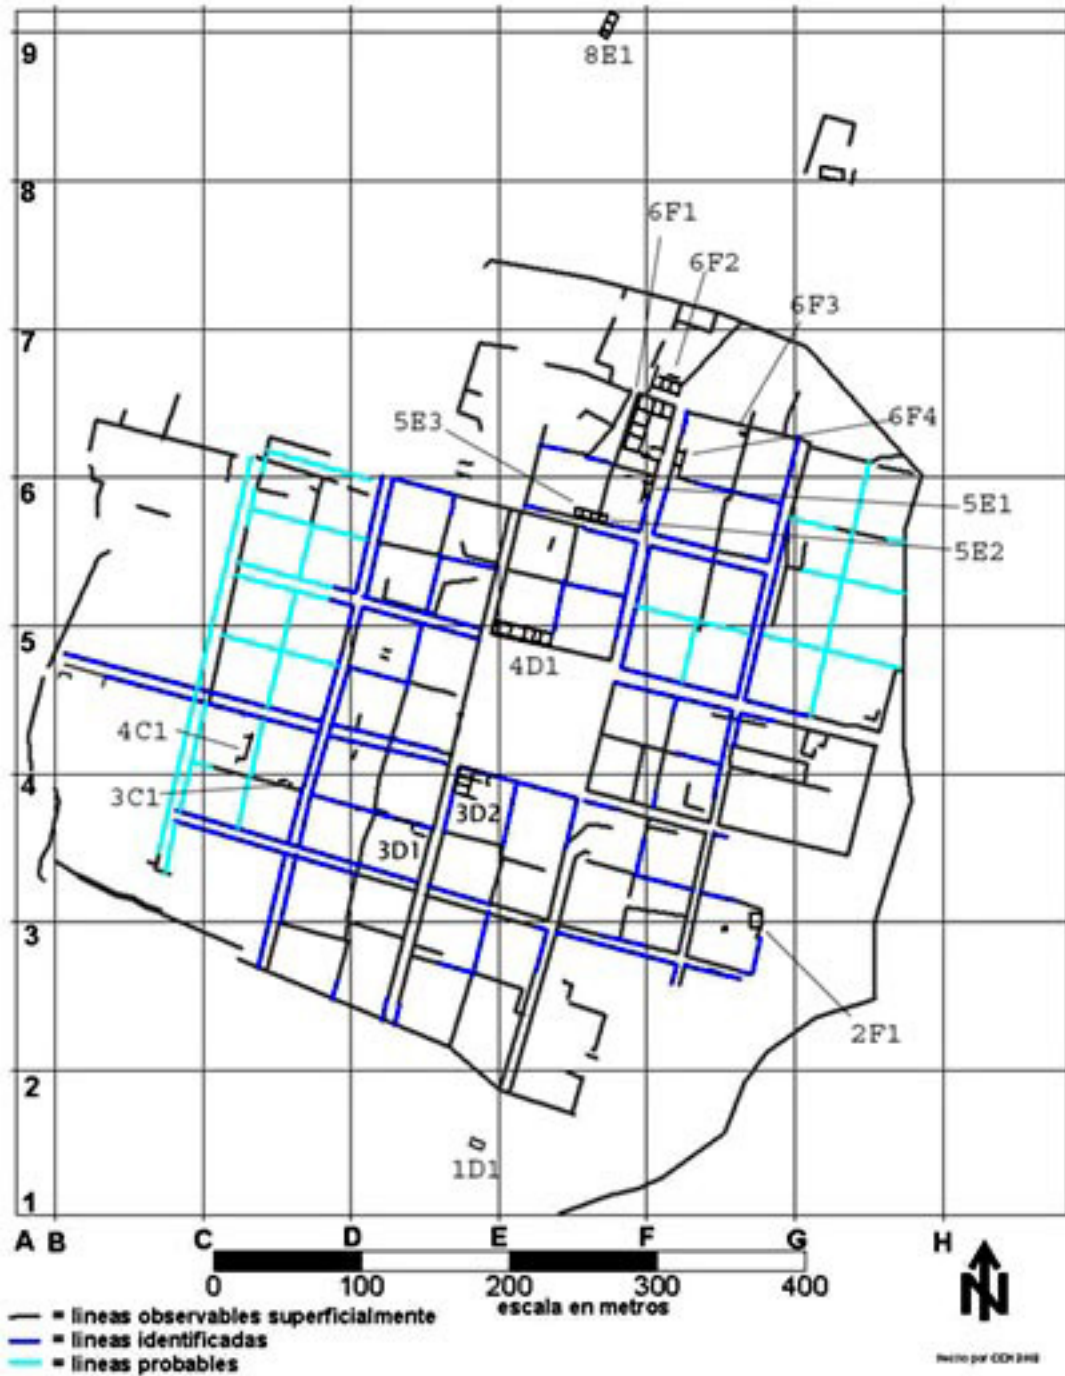 9
8E1
8
6F1
6F2
7
6F3
5E3
6F4
6
5E1
5E2
5
4D1
4C1
4
3C1
3D2
3D1
3
2F1
2
1D1
1
A B C D E F G H
0 100 200 300 400
escala en metros
N
= lineas observables superficialmente
= lineas identificadas
= lineas probables
Hecho por